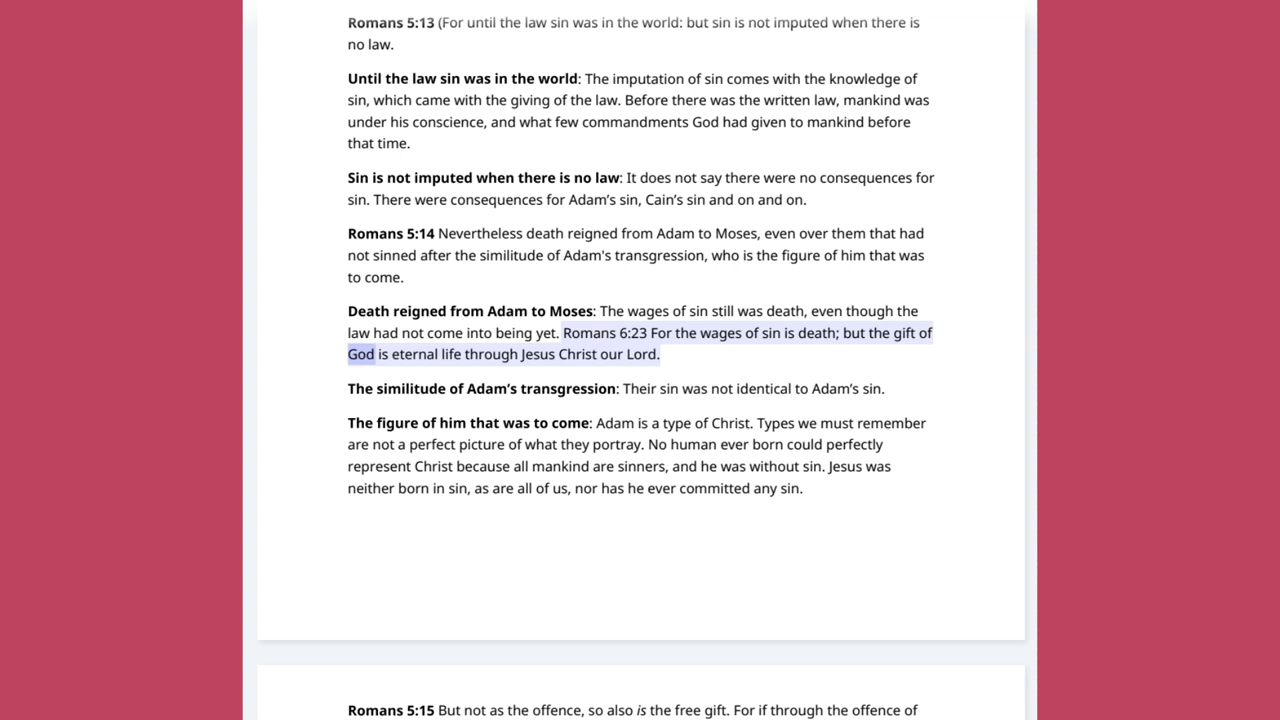 Romans 5:13 (For until the law sin was in the world: but sin is not imputed when there is
no law.
Until the law sin was in the world: The imputation of sin comes with the knowledge of
sin, which came with the giving of the law. Before there was the written law, mankind was
under his conscience, and what few commandments God had given to mankind before
that time.
Sin is not imputed when there is no law: It does not say there were no consequences for
sin. There were consequences for Adam’s sin, Cain’s sin and on and on.
Romans 5:14 Nevertheless death reigned from Adam to Moses, even over them that had
not sinned after the similitude of Adam's transgression, who is the figure of him that was
to come.
Death reigned from Adam to Moses: The wages of sin still was death, even though the
law had not come into being yet. Romans 6:23 For the wages of sin is death; but the gift of
God is eternal life through Jesus Christ our Lord.
The similitude of Adam’s transgression: Their sin was not identical to Adam’s sin.
The figure of him that was to come: Adam is a type of Christ. Types we must remember
are not a perfect picture of what they portray. No human ever born could perfectly
represent Christ because all mankind are sinners, and he was without sin. Jesus was
neither born in sin, as are all of us, nor has he ever committed any sin.
Romans 5:15 But not as the offence, so also is the free gift. For if through the offence of